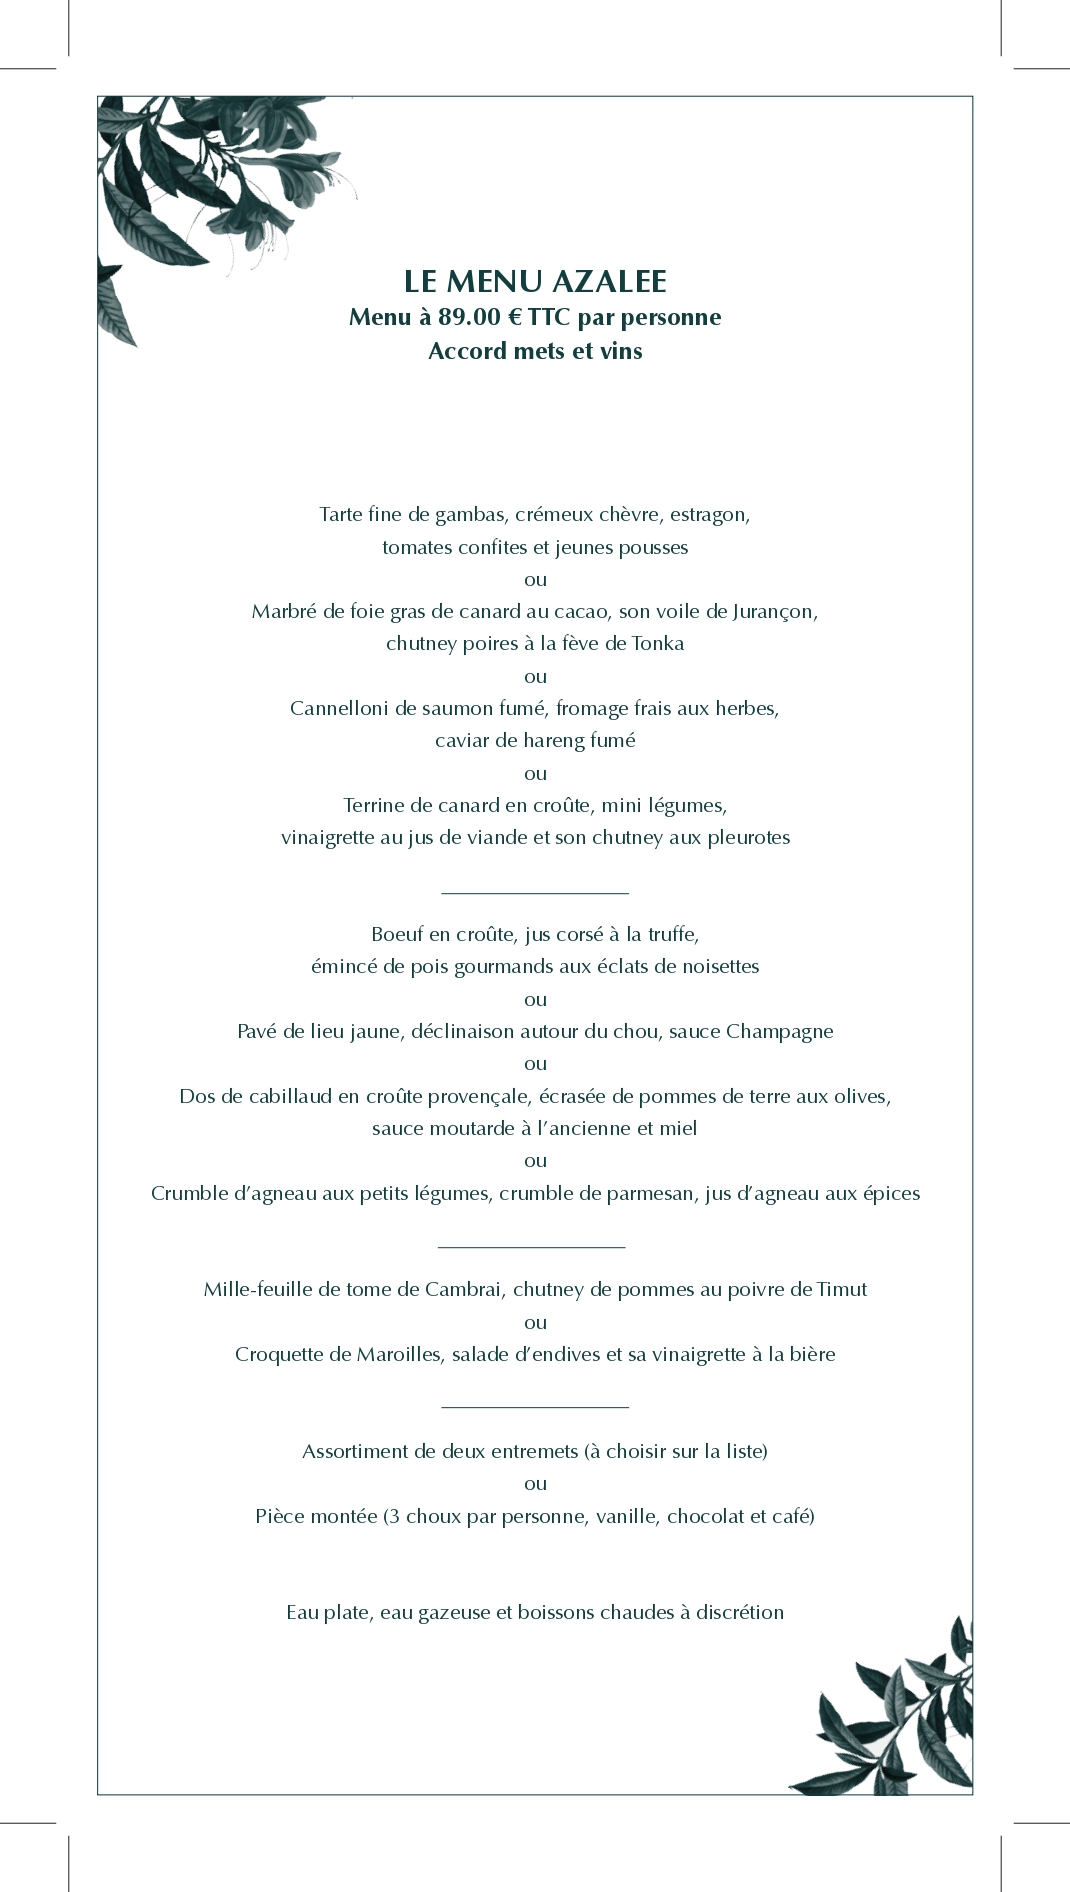 LE MENU AZALEE
Menu à 89.00 € TTC par personne
Accord mets et vins
Tarte fine de gambas, crémeux chèvre, estragon,
tomates confites et jeunes pousses
ou
Marbré de foie gras de canard au cacao, son voile de Jurançon,
chutney poires à la fève de Tonka
ou
Cannelloni de saumon fumé, fromage frais aux herbes,
caviar de hareng fumé
ou
Terrine de canard en croûte, mini légumes,
vinaigrette au jus de viande et son chutney aux pleurotes
Boeuf en croûte, jus corsé à la truffe,
émincé de pois gourmands aux éclats de noisettes
ou
Pavé de lieu jaune, déclinaison autour du chou, sauce Champagne
ou
Dos de cabillaud en croûte provençale, écrasée de pommes de terre aux olives,
sauce moutarde à l’ancienne et miel
ou
Crumble d’agneau aux petits légumes, crumble de parmesan, jus d’agneau aux épices
Mille-feuille de tome de Cambrai, chutney de pommes au poivre de Timut
ou
Croquette de Maroilles, salade d’endives et sa vinaigrette à la bière
Assortiment de deux entremets (à choisir sur la liste)
ou
Pièce montée (3 choux par personne, vanille, chocolat et café)
Eau plate, eau gazeuse et boissons chaudes à discrétion